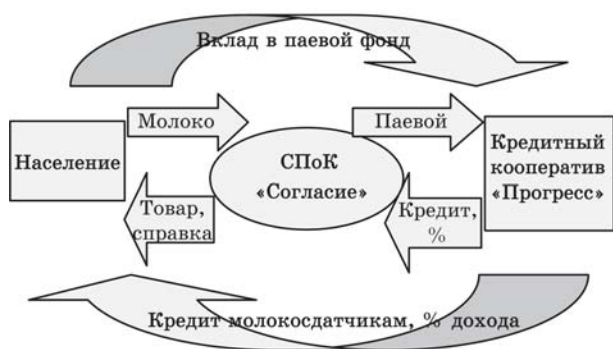 Вклад в паевой фонд
Молоко
Паевой
Население
СПоК
«Согласие»
Кредитный
кооператив
«Прогресс»
Товар,
справка
Кредит,
%
Кредит молокосдатчикам, % дохода